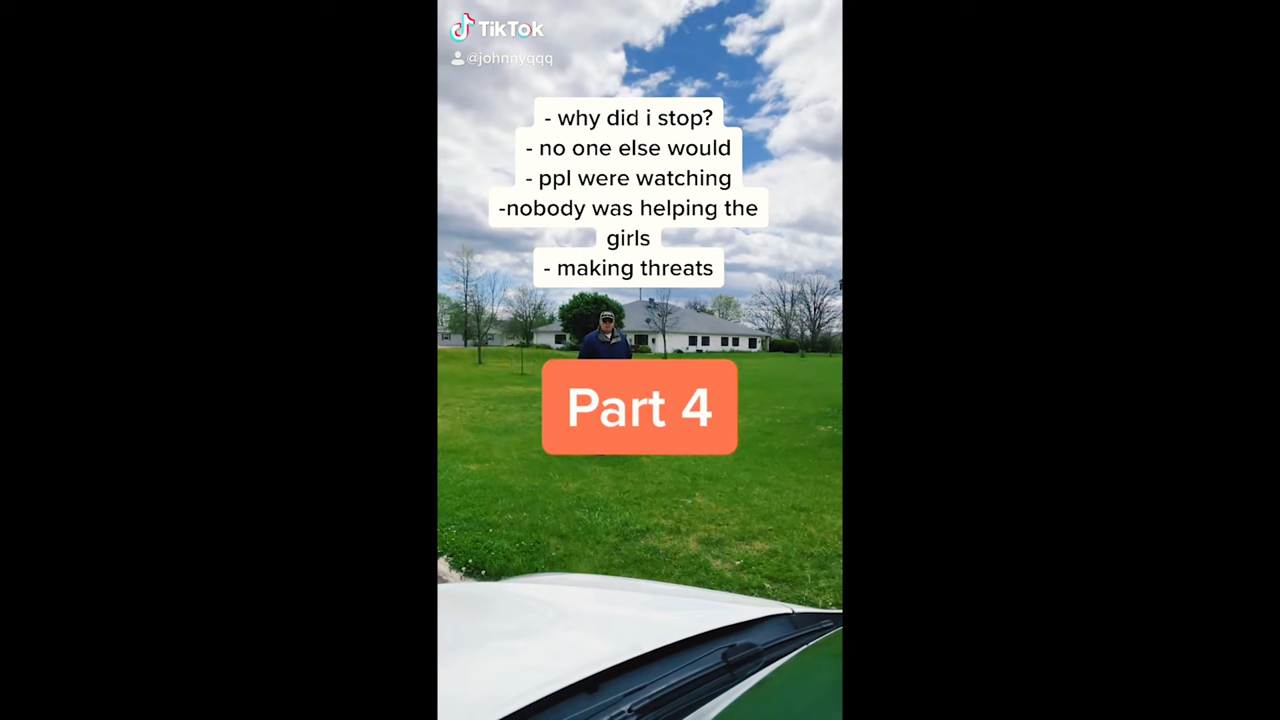 TikTok
@johnnyqqq
- why did i stop?
- no one else would
- ppl were watching
-nobody was helping the
girls
- making threats
Part 4